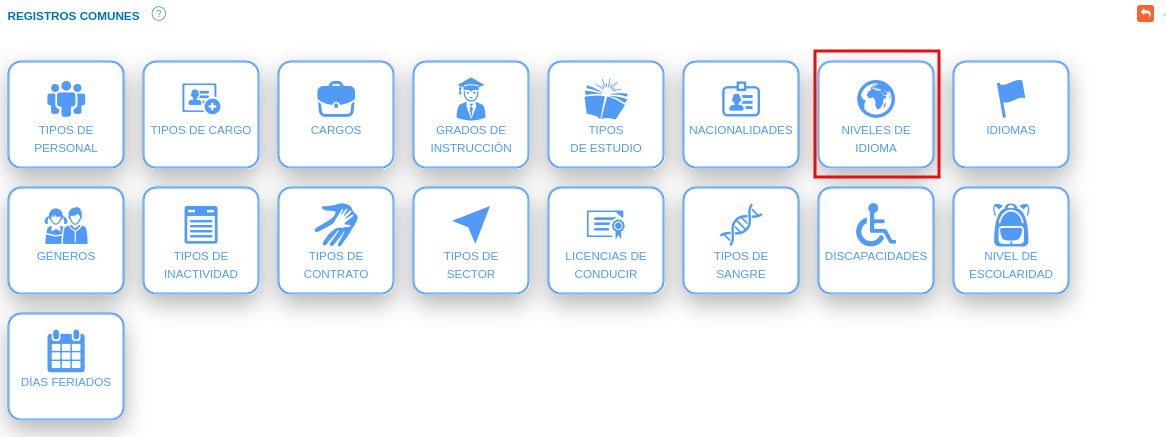 REGISTROS COMUNES ?
TIPOS DE
PERSONAL
TIPOS DE CARGO
CARGOS
GRADOS DE
INSTRUCCIÓN
TIPOS
DE ESTUDIO
NACIONALIDADES
NIVELES DE
IDIOMA
IDIOMAS
GÉNEROS
TIPOS DE
INACTIVIDAD
TIPOS DE
CONTRATO
TIPOS DE
SECTOR
LICENCIAS DE
CONDUCIR
TIPOS DE
SANGRE
DISCAPACIDADES
NIVEL DE
ESCOLARIDAD
DÍAS FERIADOS